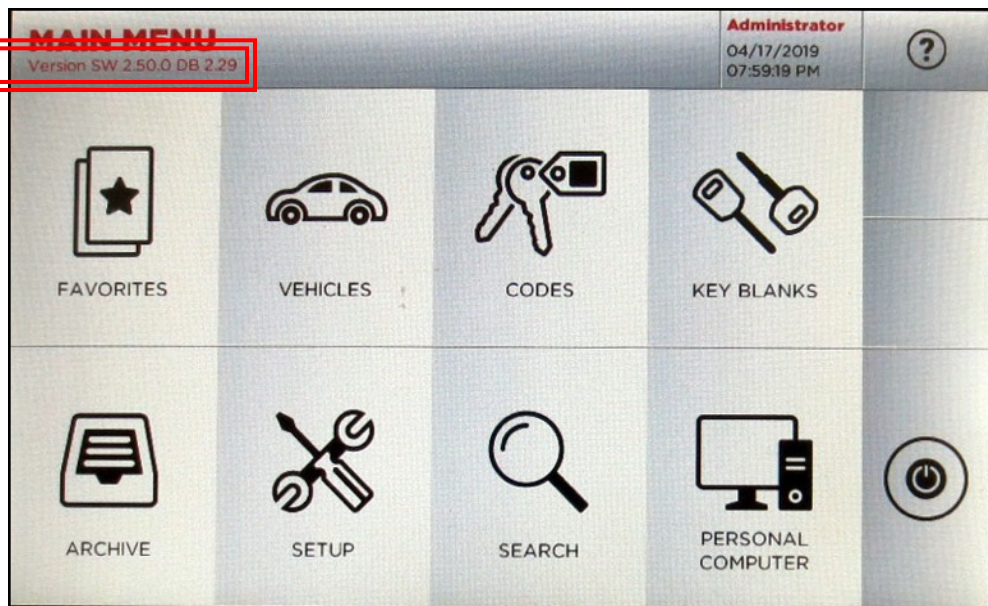 MAIN MENU
Version SW 2.50.0 DB 2.29
Administrator
04/17/2019
07:59:19 PM
?
FAVORITES
VEHICLES
CODES
KEY BLANKS
ARCHIVE
SETUP
SEARCH
PERSONAL
COMPUTER